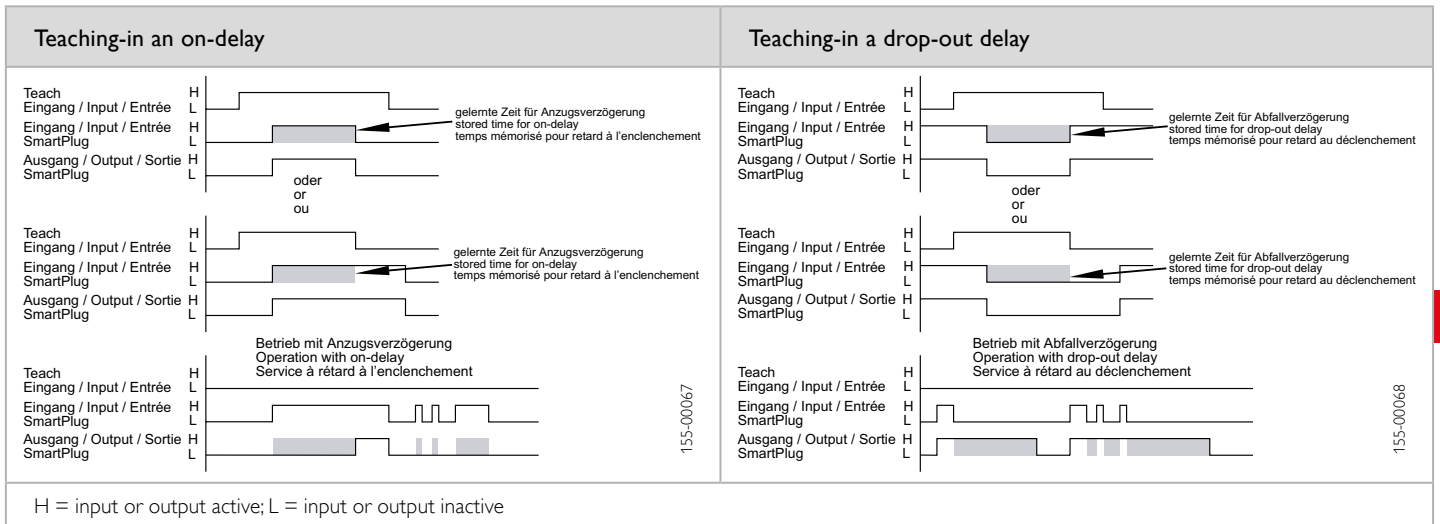 Teaching-in an on-delay
Teach H
Eingang / Input / Entrée L
Eingang / Input / Entrée H
SmartPlug L
Ausgang / Output / Sortie H
SmartPlug L
gelernte Zeit für Anzugsverzögerung
stored time for on-delay
temps mémorisé pour retard à l'enclenchement
oder
or
ou
Teach H
Eingang / Input / Entrée L
Eingang / Input / Entrée H
SmartPlug L
Ausgang / Output / Sortie H
SmartPlug L
gelernte Zeit für Anzugsverzögerung
stored time for on-delay
temps mémorisé pour retard à l'enclenchement
Betrieb mit Anzugsverzögerung
Operation with on-delay
Service à rétard à l'enclenchement
Teach H
Eingang / Input / Entrée L
Eingang / Input / Entrée H
SmartPlug L
Ausgang / Output / Sortie H
SmartPlug L
155-00067
Teaching-in a drop-out delay
Teach H
Eingang / Input / Entrée L
Eingang / Input / Entrée H
SmartPlug L
Ausgang / Output / Sortie H
SmartPlug L
gelernte Zeit für Abfallverzögerung
stored time for drop-out delay
temps mémorisé pour retard au déclenchement
oder
or
ou
Teach H
Eingang / Input / Entrée L
Eingang / Input / Entrée H
SmartPlug L
Ausgang / Output / Sortie H
SmartPlug L
gelernte Zeit für Abfallverzögerung
stored time for drop-out delay
temps mémorisé pour retard au déclenchement
Betrieb mit Abfallverzögerung
Operation with drop-out delay
Service à rétard au déclenchement
Teach H
Eingang / Input / Entrée L
Eingang / Input / Entrée H
SmartPlug L
Ausgang / Output / Sortie H
SmartPlug L
155-00068
H = input or output active; L = input or output inactive